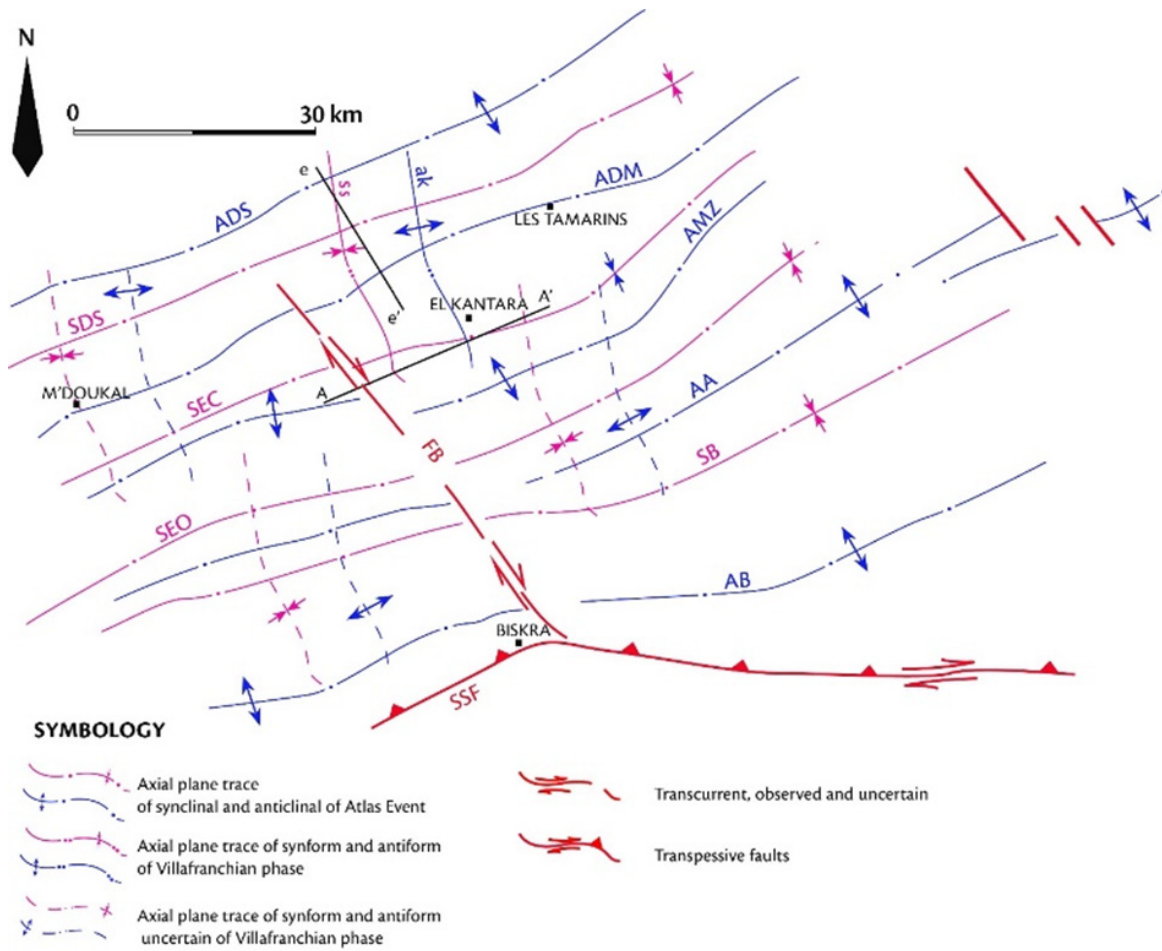 N
0 30 km
e
ss
ak
ADS
ADM
LES TAMARINS
AMZ
SDS
EL KANTARA
A'
e'
M'DOUKAL
SEC
A
AA
FB
SB
SEO
AB
BISKRA
SSF
SYMBOLOGY
Axial plane trace
of synclinal and anticlinal of Atlas Event
Axial plane trace of synform and antiform
of Villafranchian phase
Axial plane trace of synform and antiform
uncertain of Villafranchian phase
Transcurrent, observed and uncertain
Transpessive faults